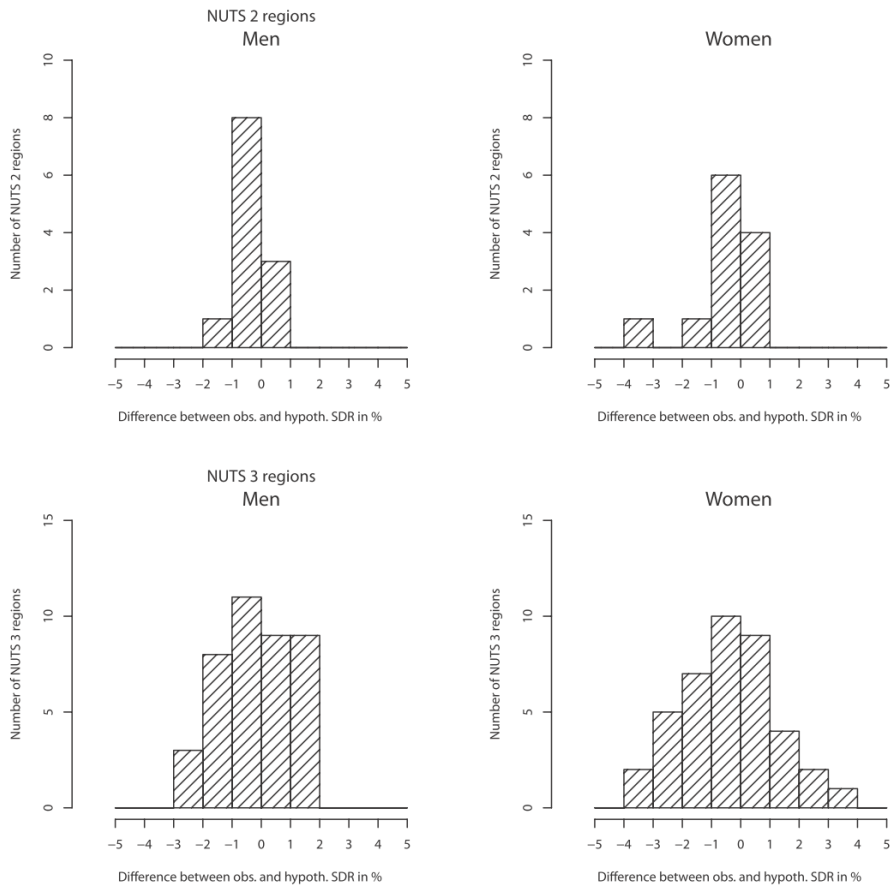 NUTS 2 regions
Men
Number of NUTS 2 regions
10
8
6
4
2
0
−5 −4 −3 −2 −1 0 1 2 3 4 5
Difference between obs. and hypoth. SDR in %
Women
Number of NUTS 2 regions
10
8
6
4
2
0
−5 −4 −3 −2 −1 0 1 2 3 4 5
Difference between obs. and hypoth. SDR in %
NUTS 3 regions
Men
Number of NUTS 3 regions
15
10
5
0
−5 −4 −3 −2 −1 0 1 2 3 4 5
Difference between obs. and hypoth. SDR in %
Women
Number of NUTS 3 regions
15
10
5
0
−5 −4 −3 −2 −1 0 1 2 3 4 5
Difference between obs. and hypoth. SDR in %